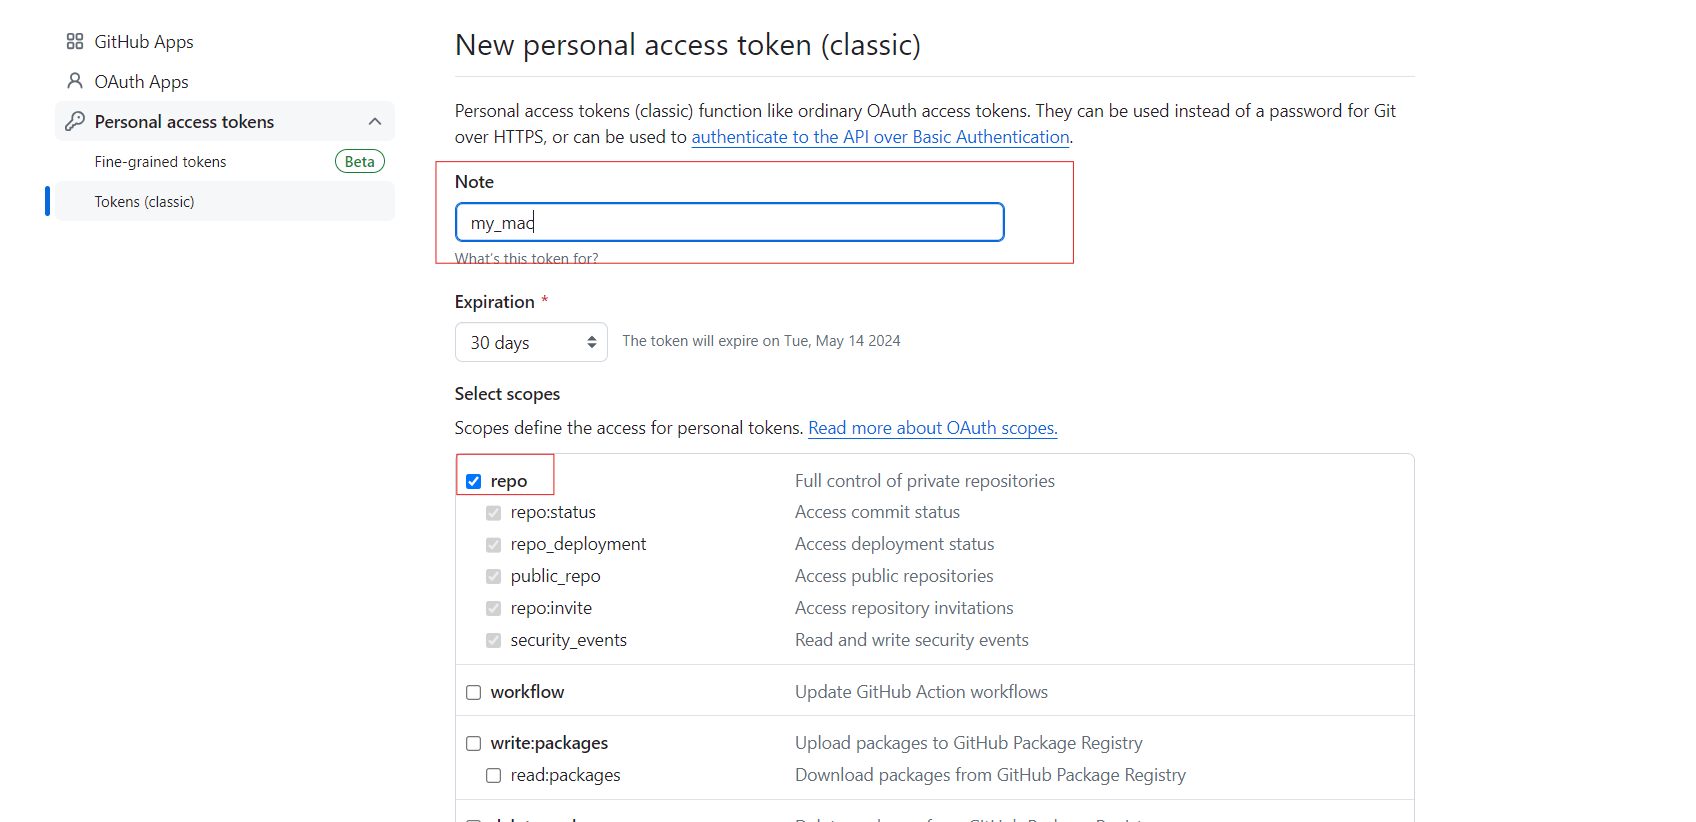 GitHub Apps
OAuth Apps
Personal access tokens
Fine-grained tokens Beta
Tokens (classic)
New personal access token (classic)
Personal access tokens (classic) function like ordinary OAuth access tokens. They can be used instead of a password for Git
over HTTPS, or can be used to authenticate to the API over Basic Authentication.
Note
my_mac
What's this token for?
Expiration *
30 days The token will expire on Tue, May 14 2024
Select scopes
Scopes define the access for personal tokens. Read more about OAuth scopes.
repo Full control of private repositories
repo:status Access commit status
repo_deployment Access deployment status
public_repo Access public repositories
repo:invite Access repository invitations
security_events Read and write security events
workflow Update GitHub Action workflows
write:packages Upload packages to GitHub Package Registry
read:packages Download packages from GitHub Package Registry